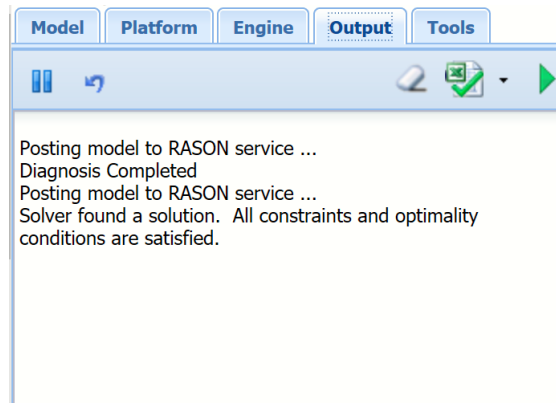 Model Platform Engine Output Tools
Posting model to RASON service ...
Diagnosis Completed
Posting model to RASON service ...
Solver found a solution.  All constraints and optimality
conditions are satisfied.